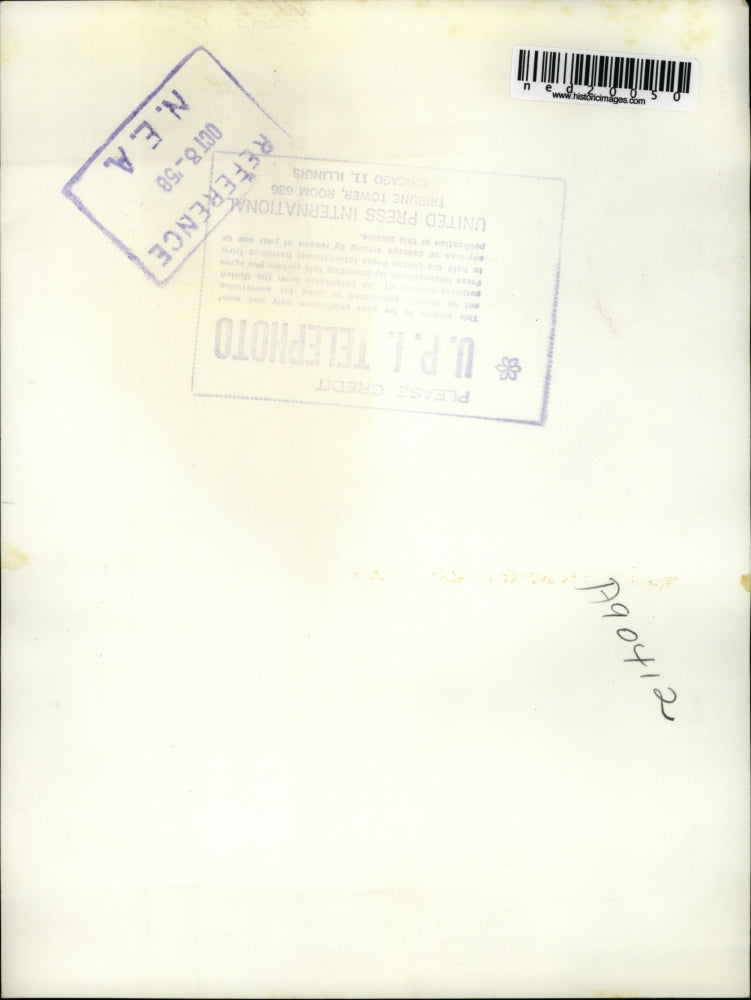 ned20050
www.historicimages.com
N.E.A.
OCT 8-'58
REFERENCE
PLEASE CREDIT
U.P.I. TELEPHOTO
This picture is for your publication only and must
not be loaned, syndicated or used for advertising
purposes without written permission from the United
Press International. By accepting this picture you agree
to hold the United Press International harmless from
any loss or damage arising by reason of your use or
publication of this picture.
UNITED PRESS INTERNATIONAL
TRIBUNE TOWER, ROOM 636
CHICAGO 11, ILLINOIS
A90412